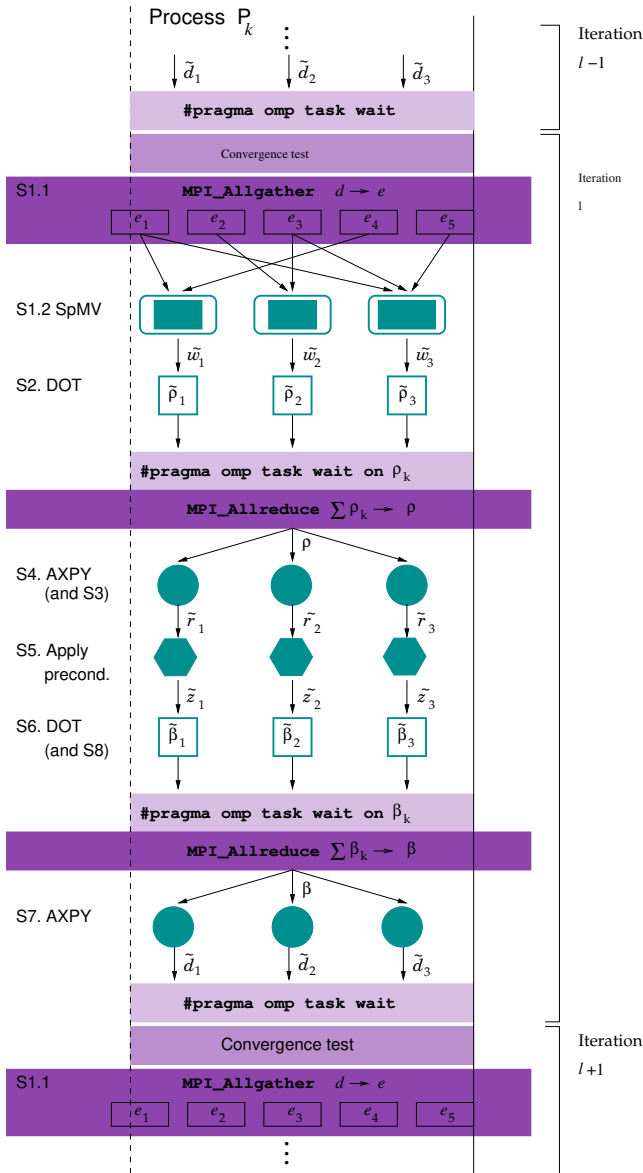 Process P_k
⋮
Iteration
l −1
d̃_1 d̃_2 d̃_3
#pragma omp task wait
Convergence test
Iteration
l
S1.1 MPI_Allgather d → e
e_1 e_2 e_3 e_4 e_5
S1.2 SpMV
w̃_1 w̃_2 w̃_3
S2. DOT
ρ̃_1 ρ̃_2 ρ̃_3
#pragma omp task wait on ρ_k
MPI_Allreduce ∑ ρ_k → ρ
ρ
S4. AXPY
(and S3)
r̃_1 r̃_2 r̃_3
S5. Apply
precond.
z̃_1 z̃_2 z̃_3
S6. DOT
(and S8)
β̃_1 β̃_2 β̃_3
#pragma omp task wait on β_k
MPI_Allreduce ∑ β_k → β
β
S7. AXPY
d̃_1 d̃_2 d̃_3
#pragma omp task wait
Convergence test
Iteration
l +1
S1.1 MPI_Allgather d → e
e_1 e_2 e_3 e_4 e_5
⋮